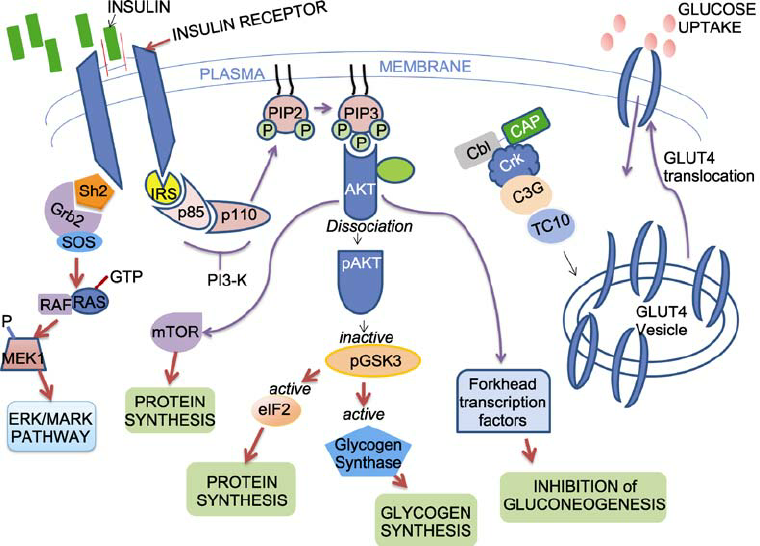 INSULIN
INSULIN RECEPTOR
GLUCOSE
UPTAKE
PLASMA
MEMBRANE
PIP2
PIP3
P
P
P
P
P
Cbl
CAP
Crk
C3G
TC10
GLUT4
translocation
Sh2
Grb2
SOS
IRS
p85
p110
AKT
Dissociation
PI3-K
GTP
RAF
RAS
P
MEK1
ERK/MARK
PATHWAY
mTOR
PROTEIN
SYNTHESIS
pAKT
inactive
pGSK3
active
eIF2
active
Glycogen
Synthase
PROTEIN
SYNTHESIS
GLYCOGEN
SYNTHESIS
Forkhead
transcription
factors
INHIBITION of
GLUCONEOGENESIS
GLUT4
Vesicle